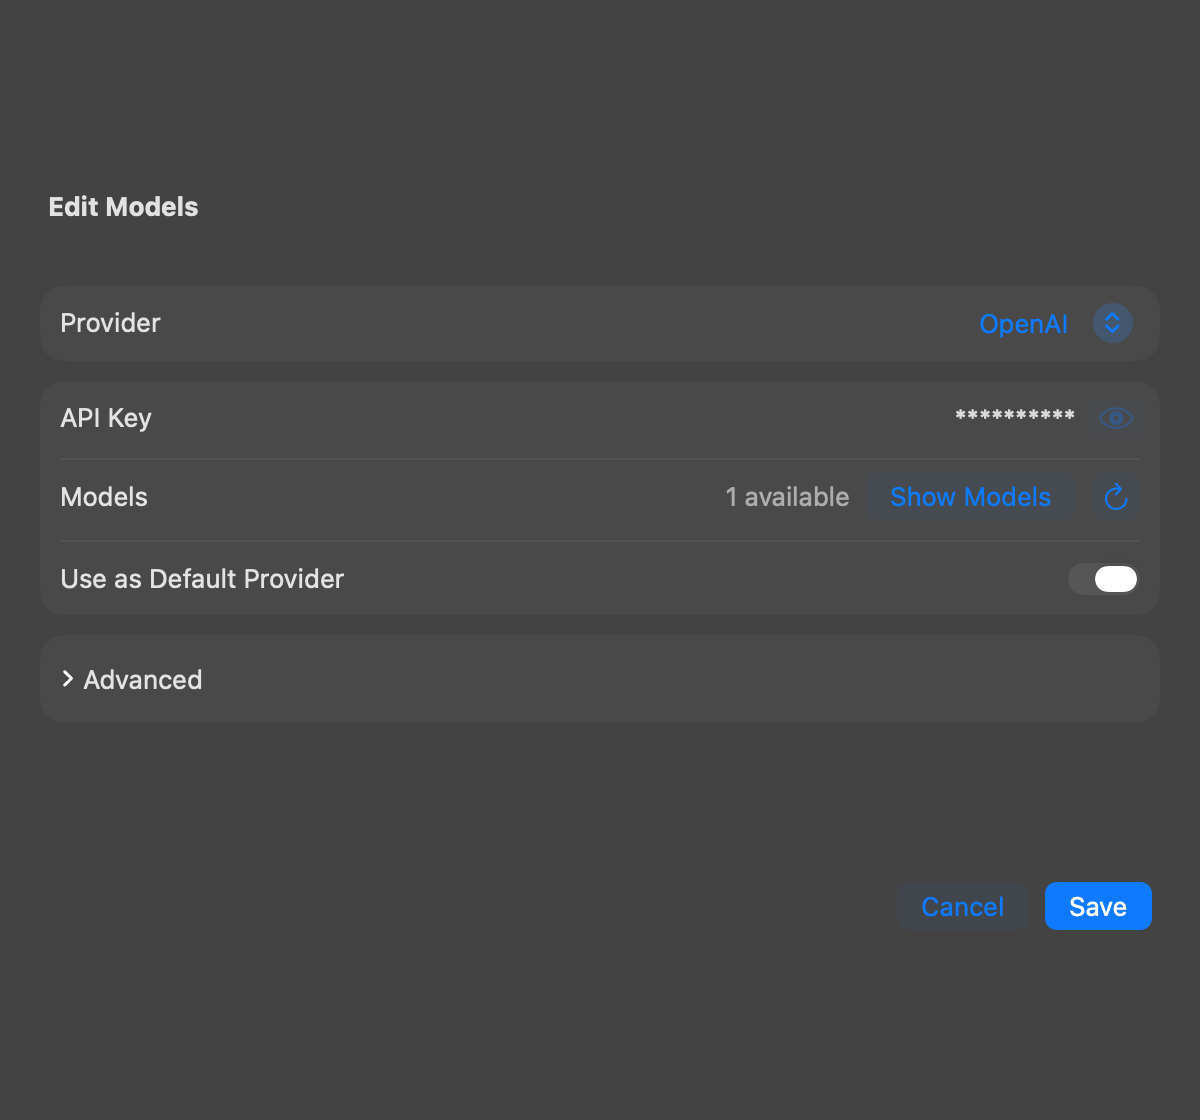 Edit Models
Provider OpenAI
API Key **********
Models 1 available Show Models
Use as Default Provider
Advanced
Cancel Save